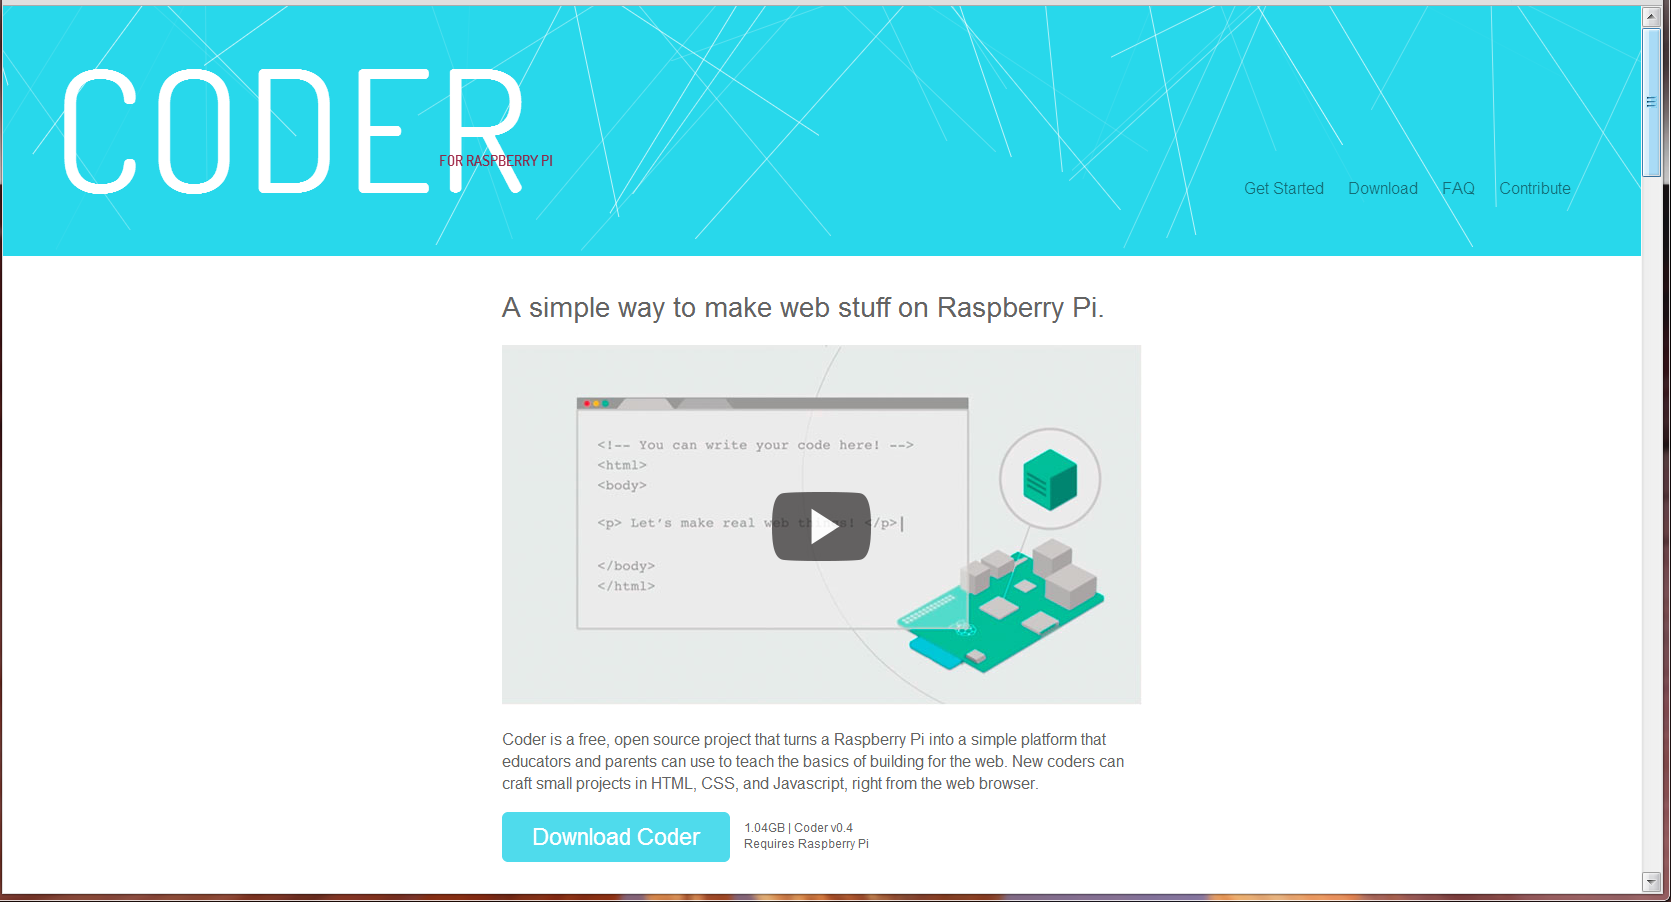 CODER
FOR RASPBERRY PI
Get Started Download FAQ Contribute
A simple way to make web stuff on Raspberry Pi.
<!-- You can write your code here! -->
<html>
<body>
<p> Let's make real web things! </p>|
</body>
</html>
Coder is a free, open source project that turns a Raspberry Pi into a simple platform that
educators and parents can use to teach the basics of building for the web. New coders can
craft small projects in HTML, CSS, and Javascript, right from the web browser.
Download Coder
1.04GB | Coder v0.4
Requires Raspberry Pi